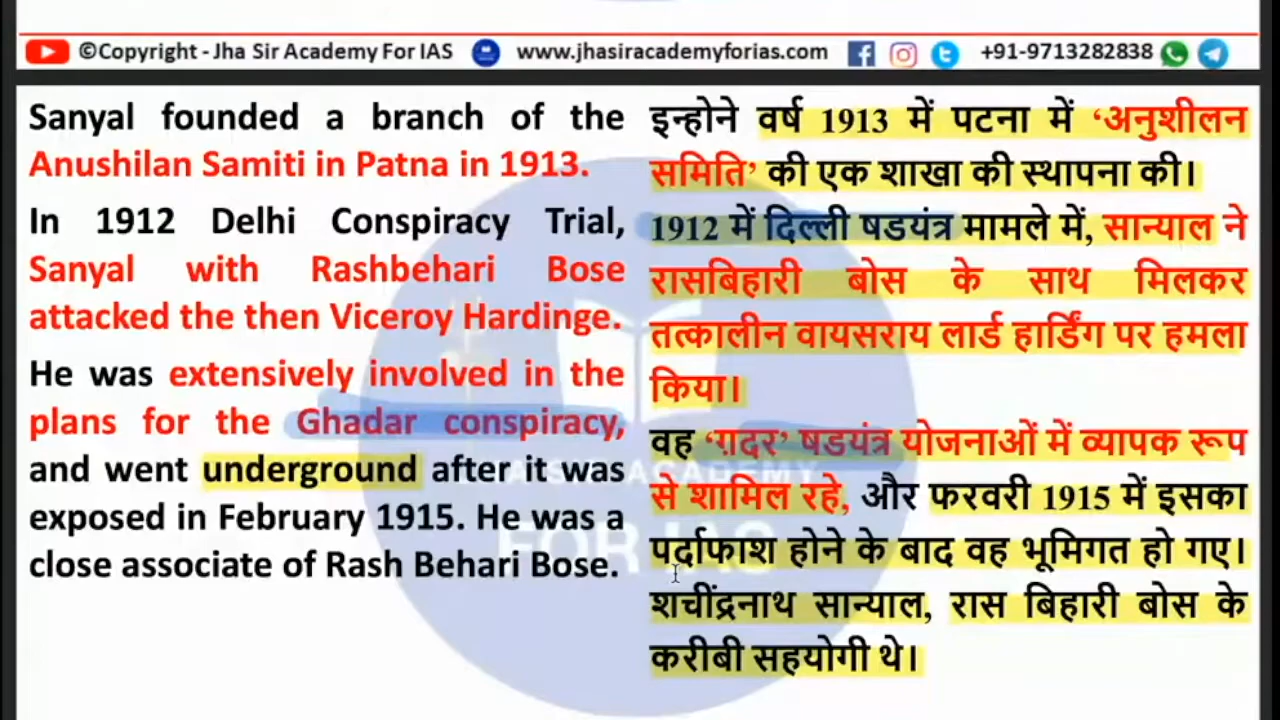 ©Copyright - Jha Sir Academy For IAS www.jhasiracademyforias.com +91-9713282838
Sanyal founded a branch of the
Anushilan Samiti in Patna in 1913.
In 1912 Delhi Conspiracy Trial,
Sanyal with Rashbehari Bose
attacked the then Viceroy Hardinge.
He was extensively involved in the
plans for the Ghadar conspiracy,
and went underground after it was
exposed in February 1915. He was a
close associate of Rash Behari Bose.
इन्होने वर्ष 1913 में पटना में ‘अनुशीलन
समिति’ की एक शाखा की स्थापना की।
1912 में दिल्ली षडयंत्र मामले में, सान्याल ने
रासबिहारी बोस के साथ मिलकर
तत्कालीन वायसराय लार्ड हार्डिंग पर हमला
किया।
वह ‘ग़दर’ षडयंत्र योजनाओं में व्यापक रूप
से शामिल रहे, और फरवरी 1915 में इसका
पर्दाफाश होने के बाद वह भूमिगत हो गए।
शचींद्रनाथ सान्याल, रास बिहारी बोस के
करीबी सहयोगी थे।
FOR IAS